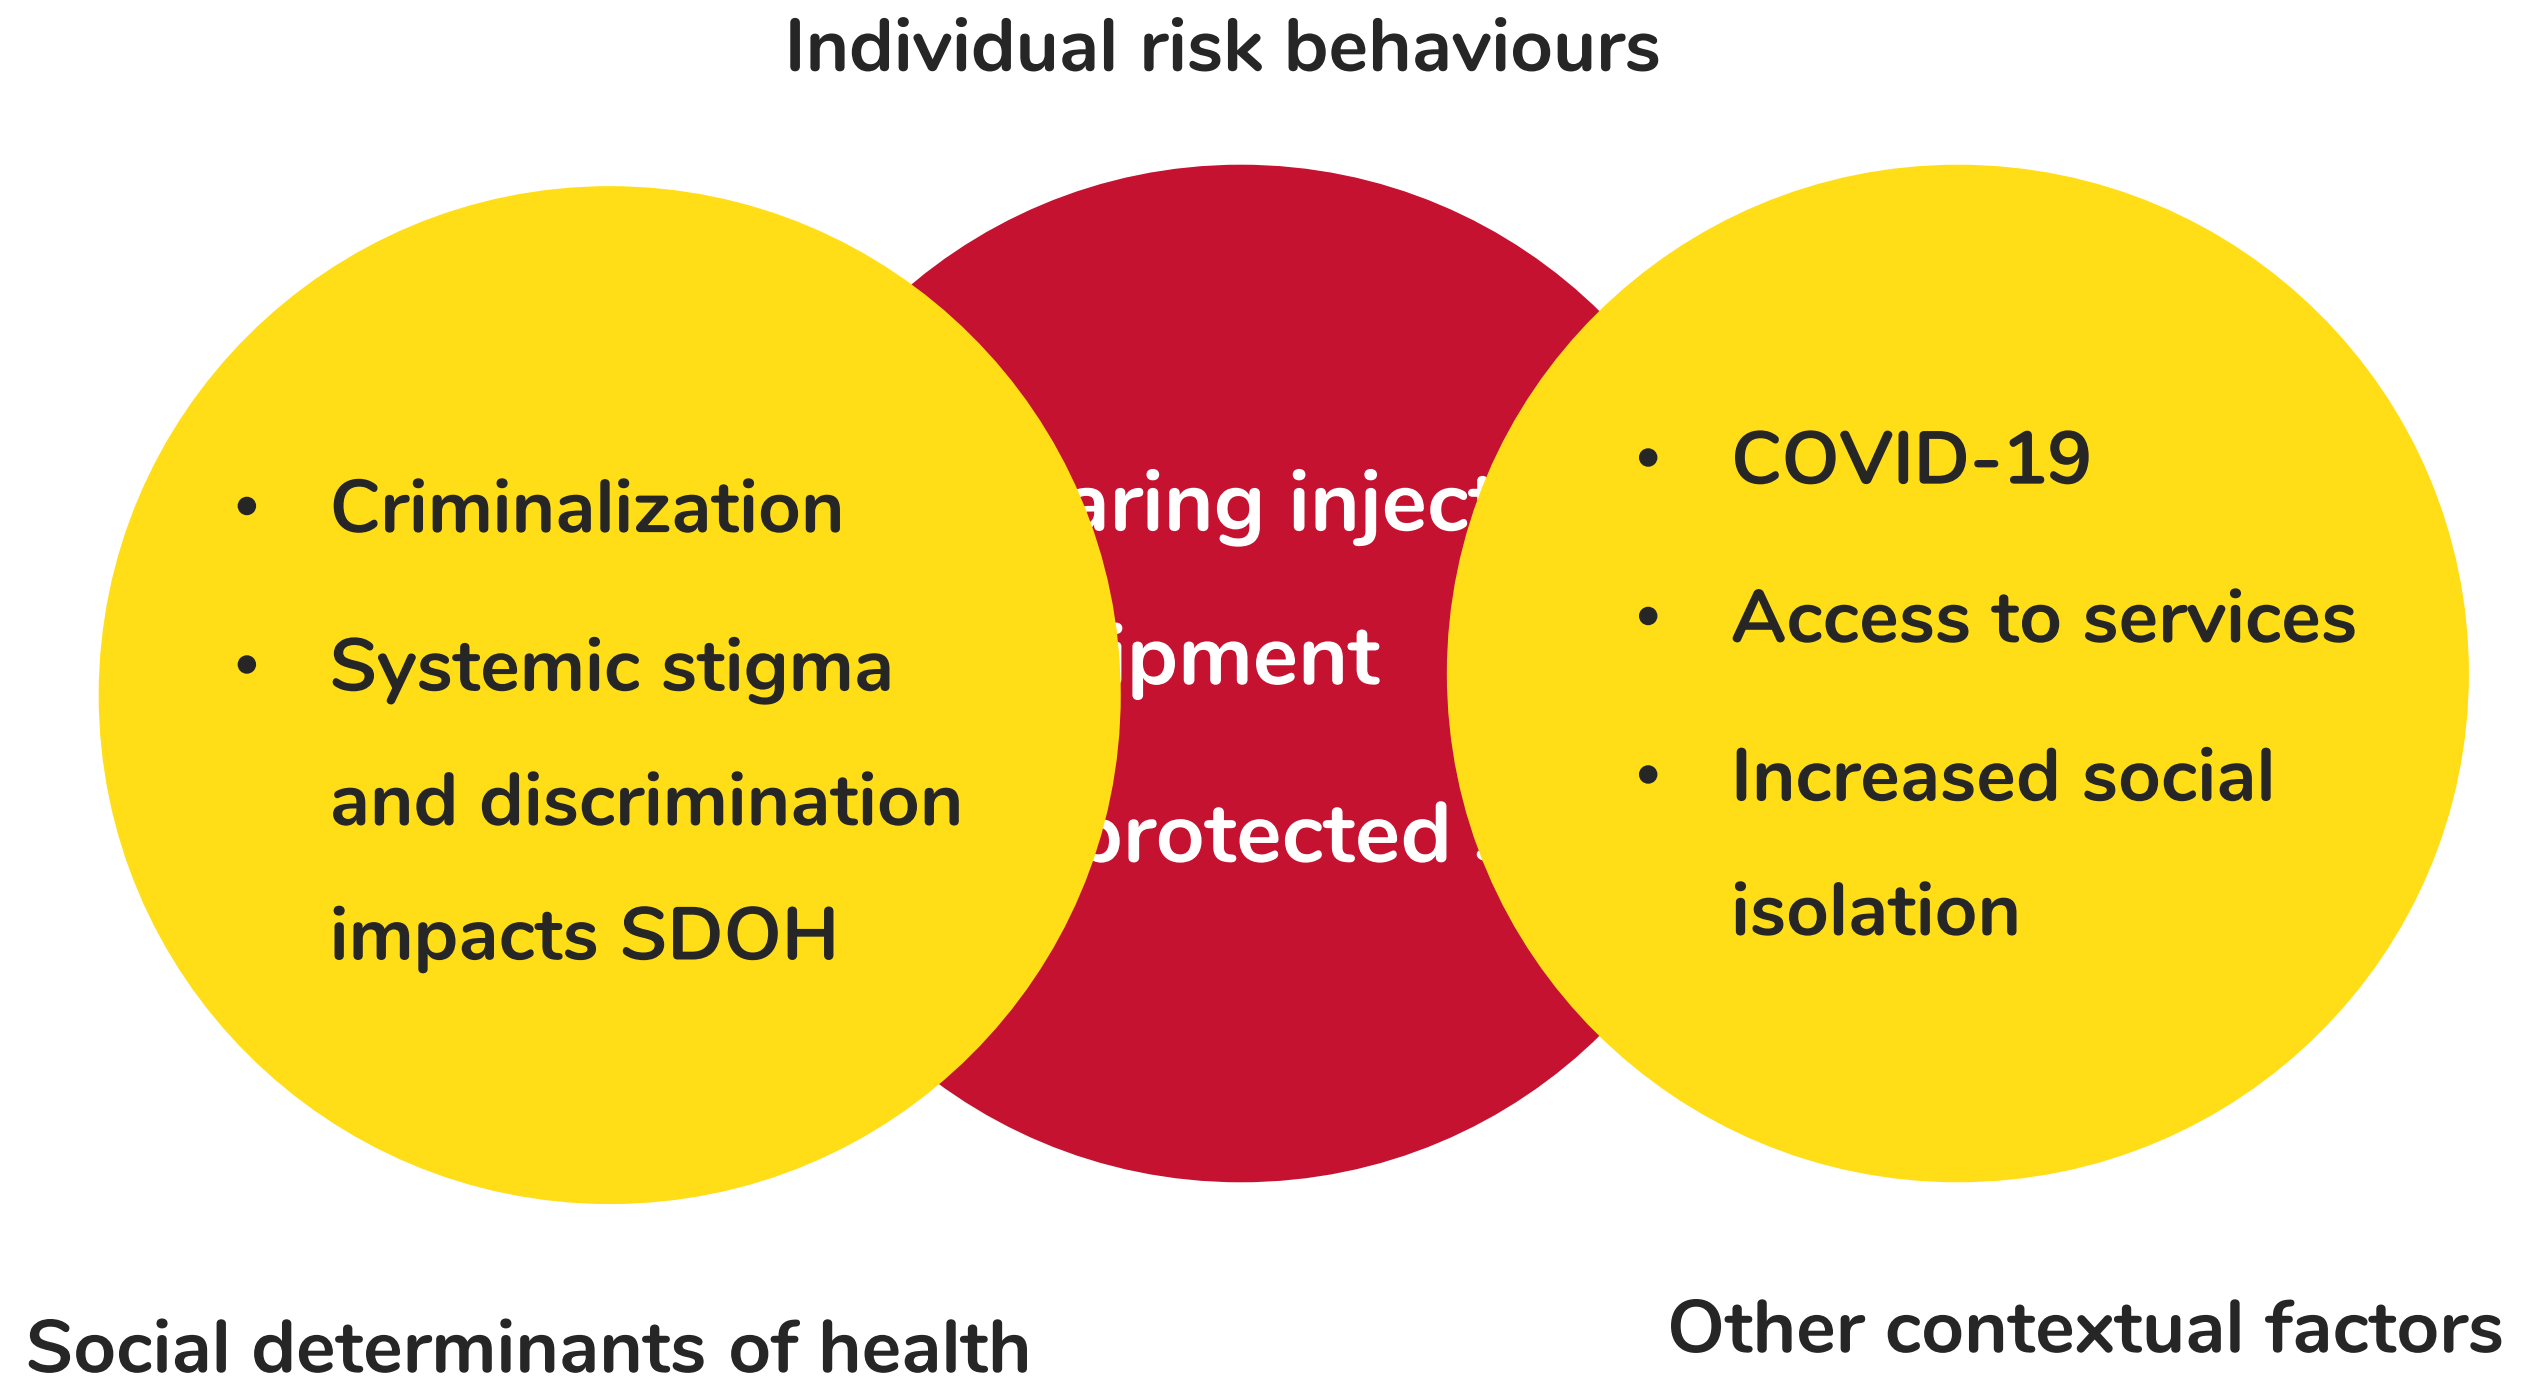 Individual risk behaviours
• Criminalization
• Systemic stigma
and discrimination
impacts SDOH
aring inject
ipment
protected
• COVID-19
• Access to services
• Increased social
isolation
Social determinants of health
Other contextual factors